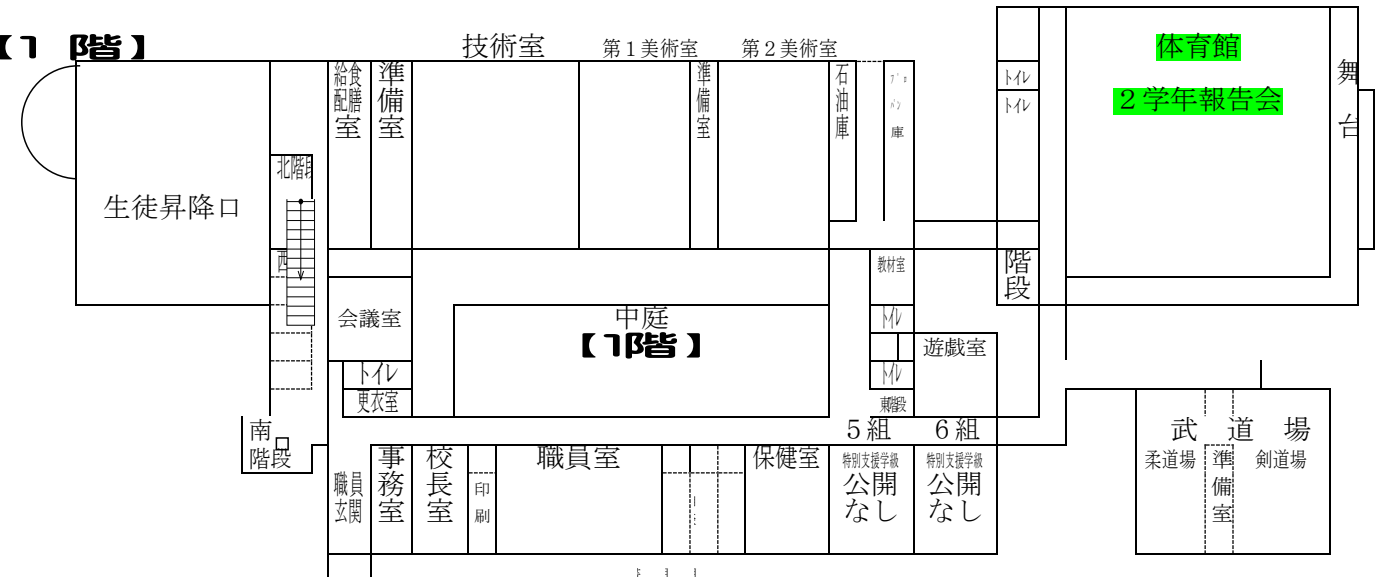 【1 階】
技術室
第1美術室
第2美術室
体育館
2学年報告会
舞台
トイレ
トイレ
給食配膳室
準備室
準備室
石油庫
庫
北階段
生徒昇降口
西
教材室
階段
会議室
中庭
【1階】
トイレ
遊戯室
トイレ
更衣室
トイレ
東階段
南階段
5組
6組
武道場
柔道場
準備室
剣道場
職員玄関
事務室
校長室
印刷
職員室
保健室
特別支援学級
公開なし
特別支援学級
公開なし